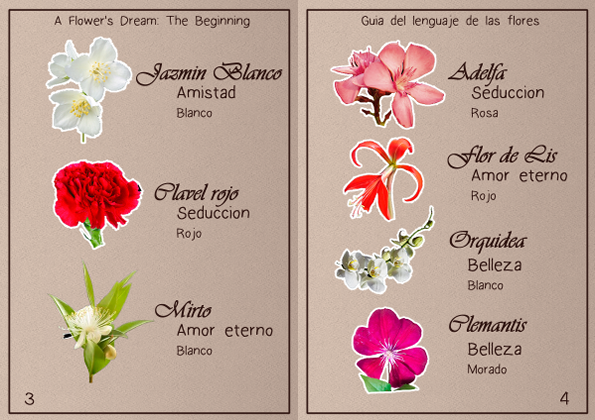 A Flower's Dream: The Beginning
Jazmin Blanco
Amistad
Blanco
Clavel rojo
Seduccion
Rojo
Mirto
Amor eterno
Blanco
3
Guia del lenguaje de las flores
Adelfa
Seduccion
Rosa
Flor de Lis
Amor eterno
Rojo
Orquidea
Belleza
Blanco
Clemantis
Belleza
Morado
4